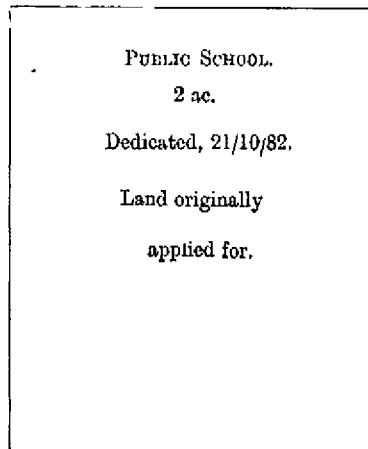 PUBLIC SCHOOL.
2 ac.
Dedicated, 21/10/82.
Land originally
applied for.